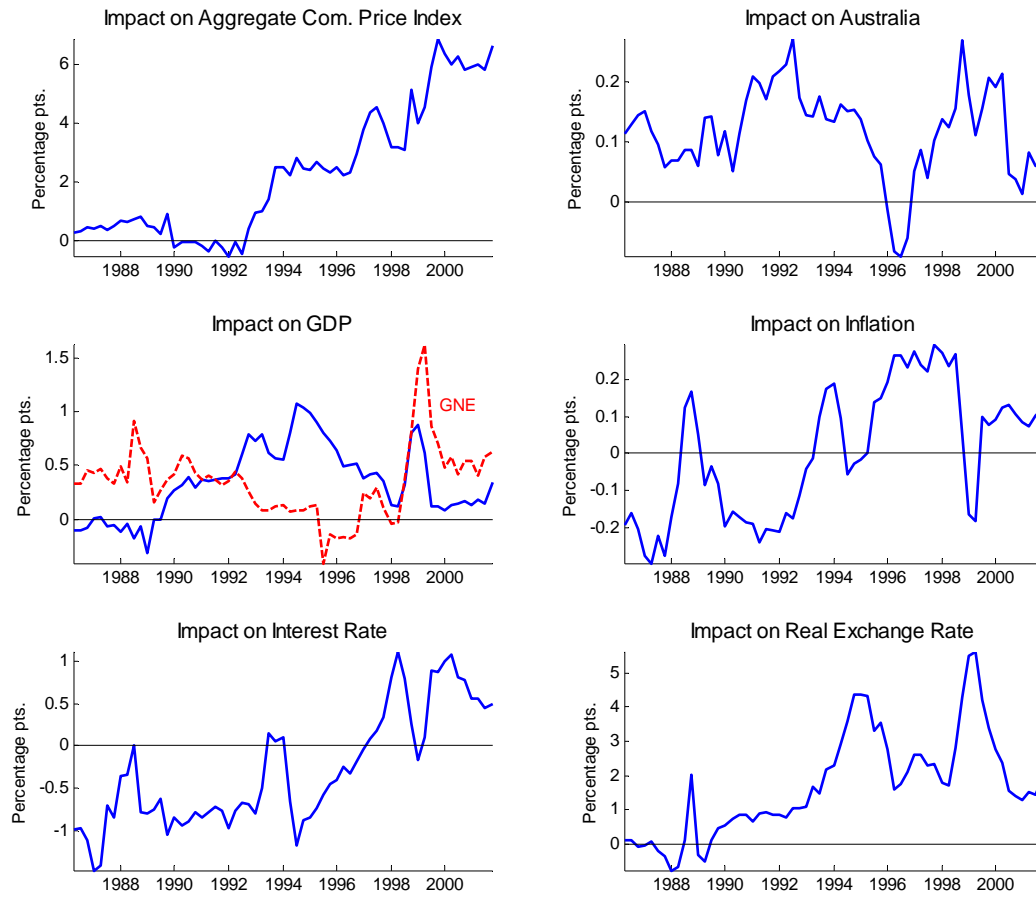 Impact on Aggregate Com. Price Index
Percentage pts.
6
4
2
0
1988 1990 1992 1994 1996 1998 2000
Impact on Australia
Percentage pts.
0.2
0.1
0
1988 1990 1992 1994 1996 1998 2000
Impact on GDP
1.5
1
0.5
0
GNE
1988 1990 1992 1994 1996 1998 2000
Impact on Inflation
0.2
0.1
0
-0.1
-0.2
1988 1990 1992 1994 1996 1998 2000
Impact on Interest Rate
Percentage pts.
1
0.5
0
-0.5
-1
1988 1990 1992 1994 1996 1998 2000
Impact on Real Exchange Rate
Percentage pts.
5
4
3
2
1
0
1988 1990 1992 1994 1996 1998 2000